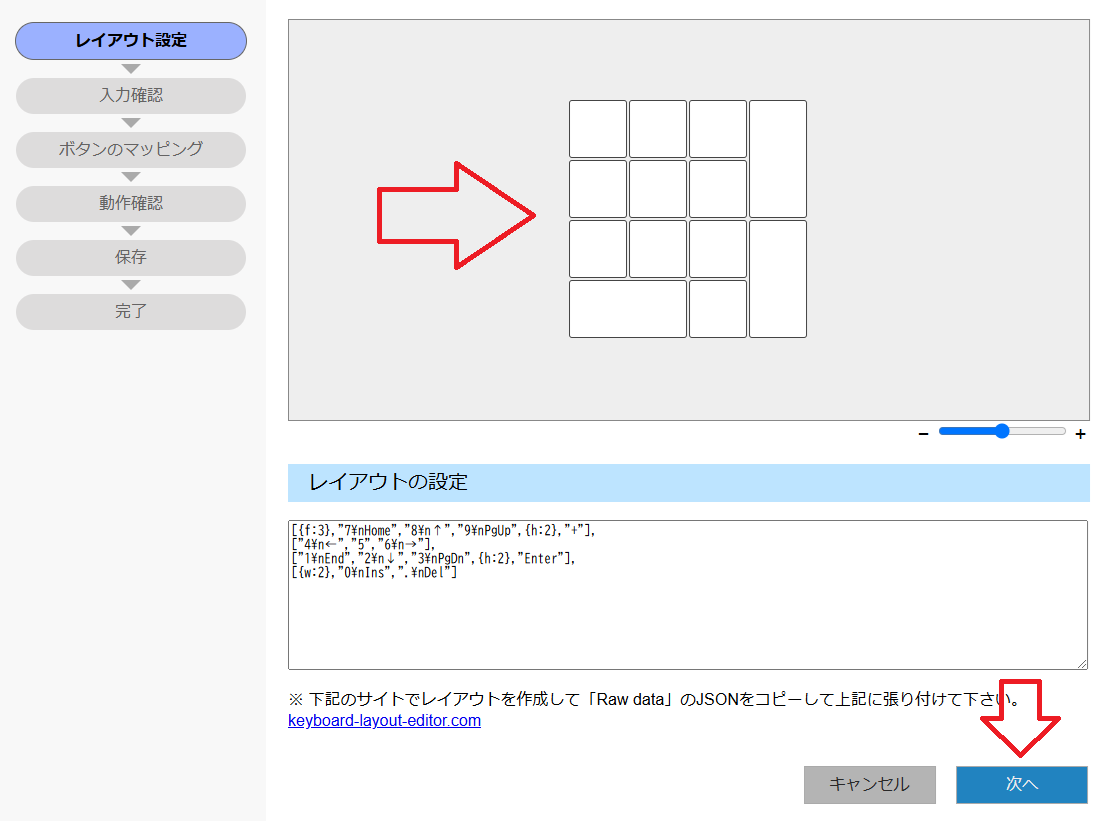 レイアウト設定
入力確認
ボタンのマッピング
動作確認
保存
完了
− +
レイアウトの設定
[{f:3},"7¥nHome","8¥n↑","9¥nPgUp",{h:2},"+"],
["4¥n←","5","6¥n→"],
["1¥nEnd","2¥n↓","3¥nPgDn",{h:2},"Enter"],
[{w:2},"0¥nIns",".¥nDel"]
※ 下記のサイトでレイアウトを作成して「Raw data」のJSONをコピーして上記に張り付けて下さい。
keyboard-layout-editor.com
キャンセル 次へ